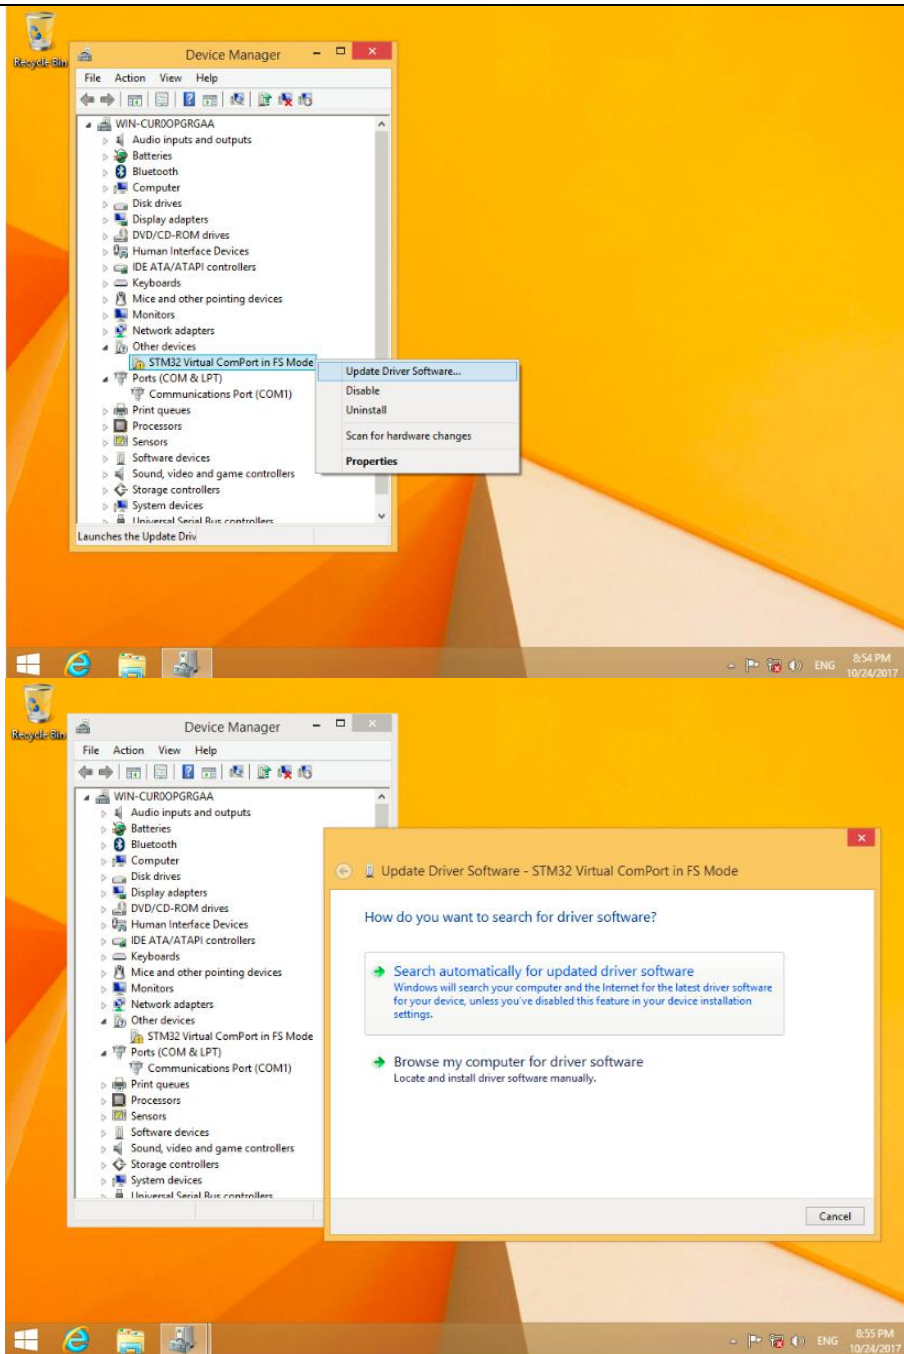 Recycle Bin
Device Manager
File Action View Help
WIN-CUR0OPGRGAA
Audio inputs and outputs
Batteries
Bluetooth
Computer
Disk drives
Display adapters
DVD/CD-ROM drives
Human Interface Devices
IDE ATA/ATAPI controllers
Keyboards
Mice and other pointing devices
Monitors
Network adapters
Other devices
STM32 Virtual ComPort in FS Mode
Ports (COM & LPT)
Communications Port (COM1)
Print queues
Processors
Sensors
Software devices
Sound, video and game controllers
Storage controllers
System devices
Universal Serial Bus controllers
Launches the Update Driv
Update Driver Software...
Disable
Uninstall
Scan for hardware changes
Properties
ENG
8:54 PM
10/24/2017
Recycle Bin
Device Manager
File Action View Help
WIN-CUR0OPGRGAA
Audio inputs and outputs
Batteries
Bluetooth
Computer
Disk drives
Display adapters
DVD/CD-ROM drives
Human Interface Devices
IDE ATA/ATAPI controllers
Keyboards
Mice and other pointing devices
Monitors
Network adapters
Other devices
STM32 Virtual ComPort in FS Mode
Ports (COM & LPT)
Communications Port (COM1)
Print queues
Processors
Sensors
Software devices
Sound, video and game controllers
Storage controllers
System devices
Universal Serial Bus controllers
Update Driver Software - STM32 Virtual ComPort in FS Mode
How do you want to search for driver software?
Search automatically for updated driver software
Windows will search your computer and the Internet for the latest driver software
for your device, unless you've disabled this feature in your device installation
settings.
Browse my computer for driver software
Locate and install driver software manually.
Cancel
ENG
8:55 PM
10/24/2017